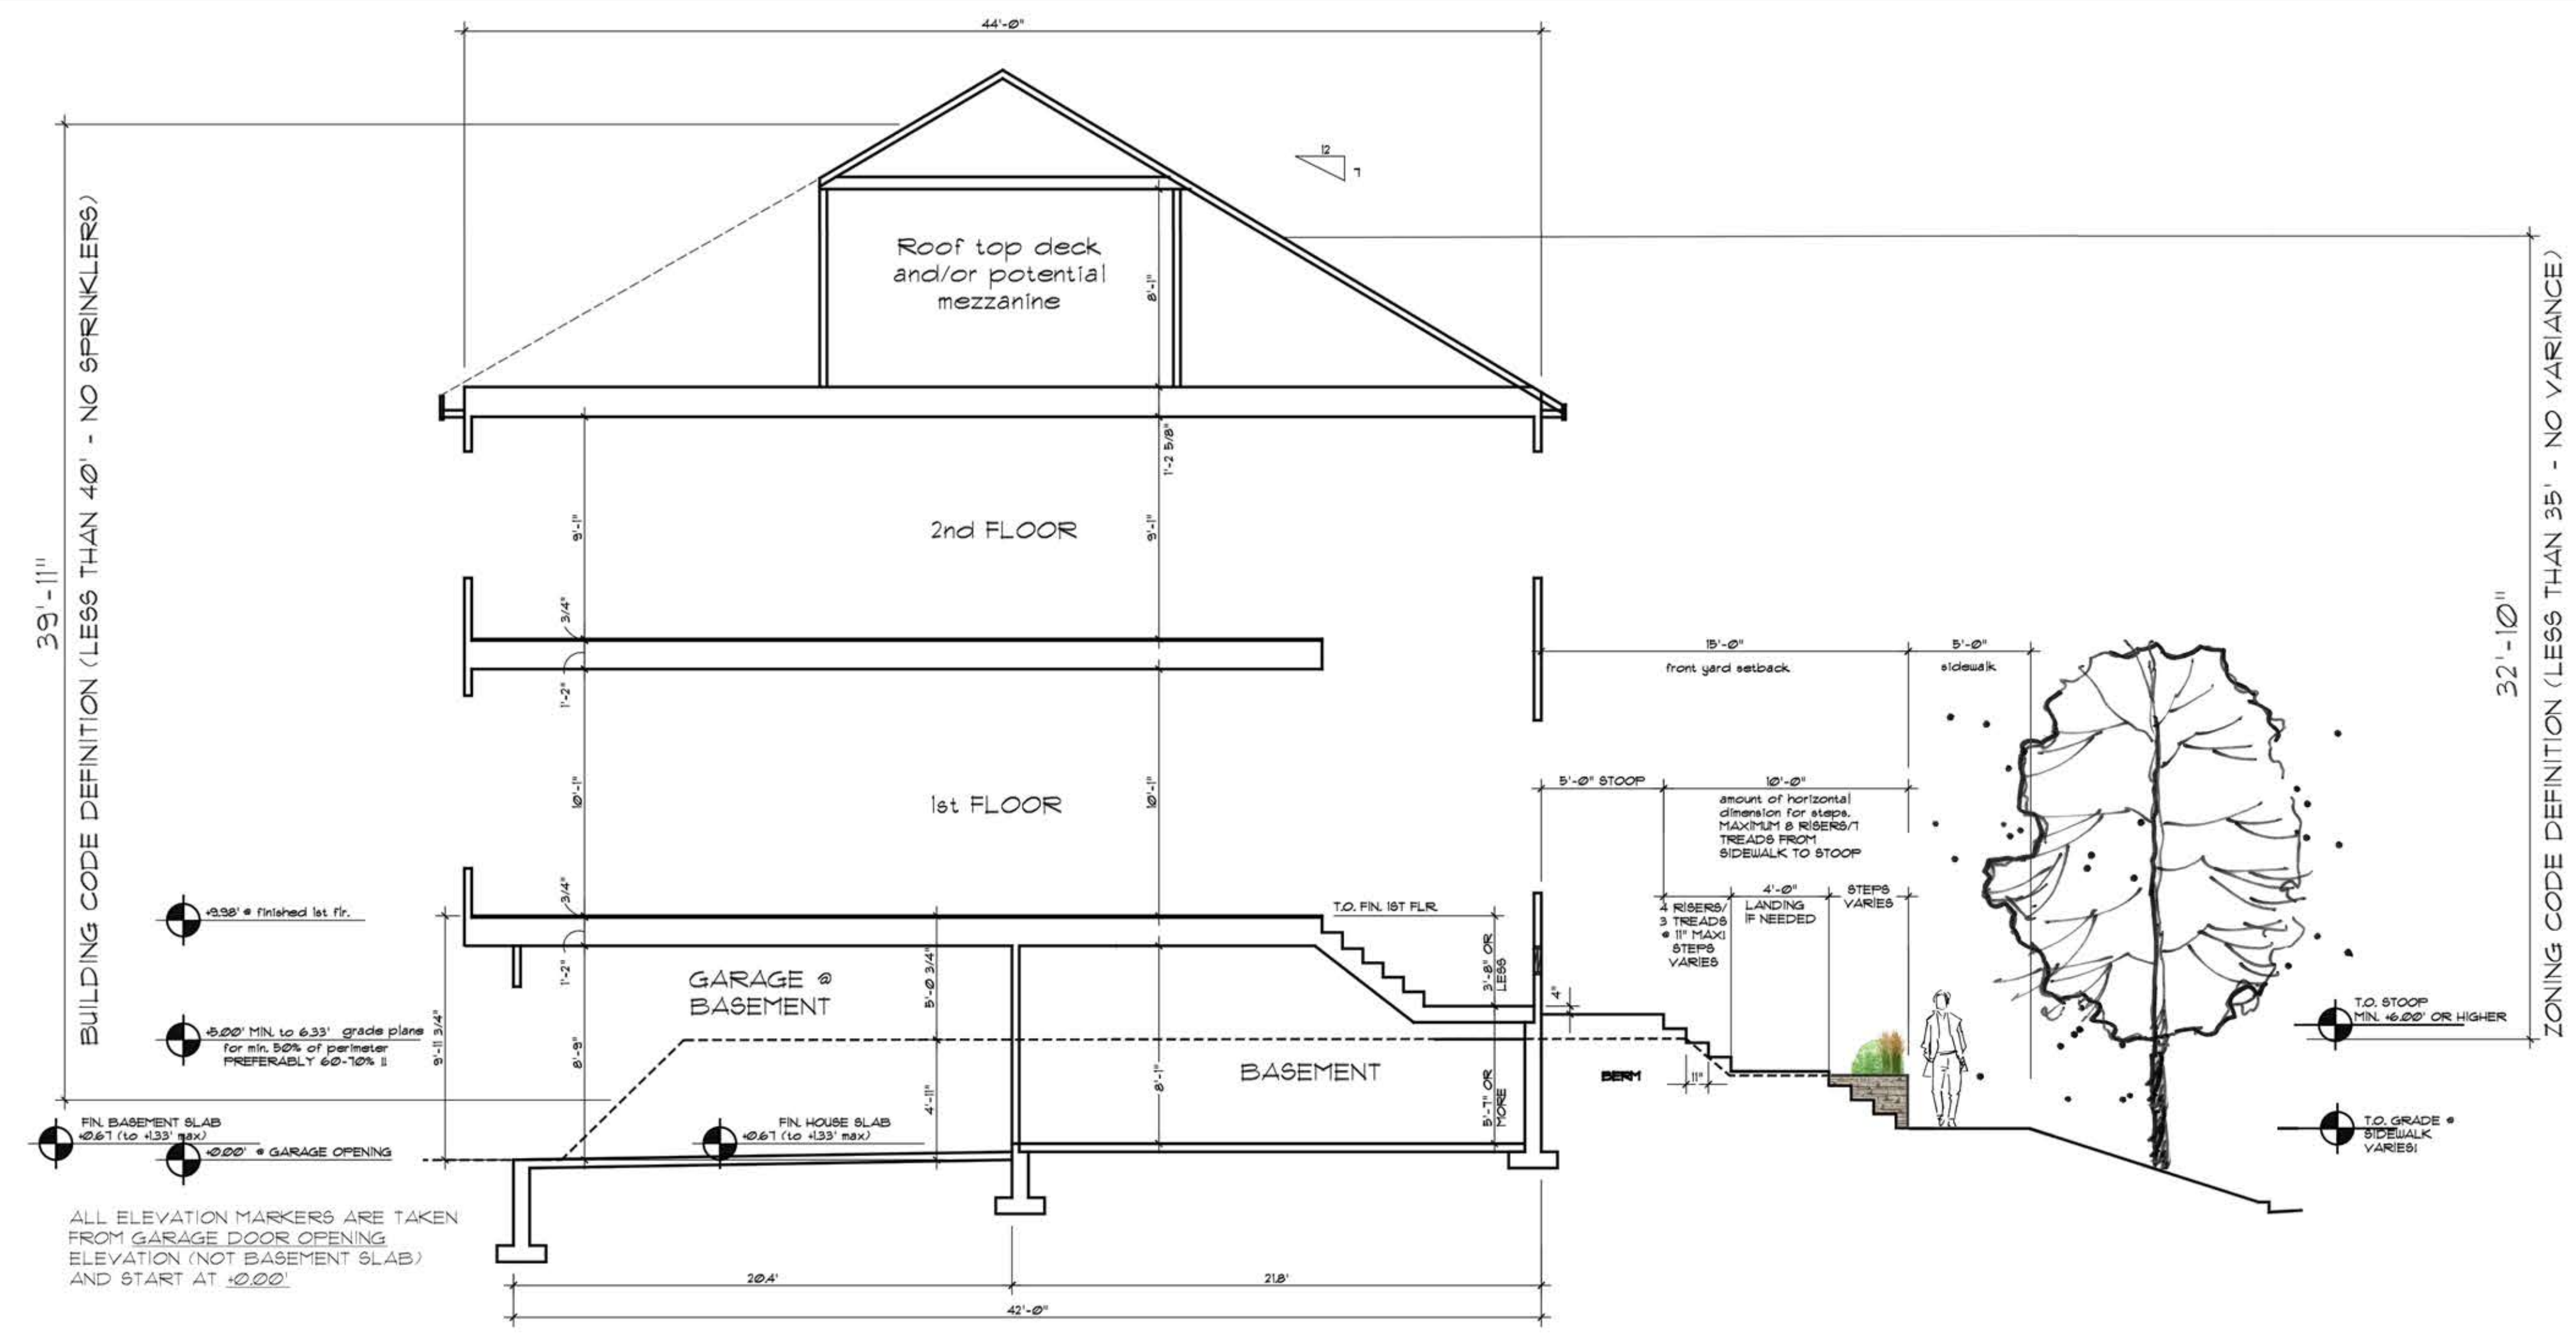 44'-0"
12
7
BUILDING CODE DEFINITION (LESS THAN 40' - NO SPRINKLERS)
39'-11"
Roof top deck
and/or potential
mezzanine
8'-1"
1'-2 5/8"
2nd FLOOR
9'-1"
9'-1"
3/4"
1'-2"
1st FLOOR
10'-1"
10'-1"
3/4"
1'-2"
+9.98' @ finished 1st flr.
+5.00' MIN. to 6.33' grade plane
for min. 50% of perimeter
PREFERABLY 60-70% !!
9'-11 3/4"
FIN. BASEMENT SLAB
+0.67 (to +1.33' max)
+0.00' @ GARAGE OPENING
ALL ELEVATION MARKERS ARE TAKEN
FROM GARAGE DOOR OPENING
ELEVATION (NOT BASEMENT SLAB)
AND START AT +0.00'
GARAGE @
BASEMENT
8'-9"
5'-0 3/4"
4'-11"
FIN. HOUSE SLAB
+0.67 (to +1.33' max)
BASEMENT
8'-1"
T.O. FIN. 1ST FLR.
3'-8" OR
LESS
5'-7" OR
MORE
4"
20.4'
21.8'
42'-0"
15'-0"
front yard setback
5'-0"
sidewalk
5'-0" STOOP
10'-0"
amount of horizontal
dimension for steps.
MAXIMUM 8 RISERS/7
TREADS FROM
SIDEWALK TO STOOP
4 RISERS/
3 TREADS
@ 11" MAX!
STEPS
VARIES
4'-0"
LANDING
IF NEEDED
STEPS
VARIES
BERM
11"
T.O. STOOP
MIN. +6.00' OR HIGHER
T.O. GRADE @
SIDEWALK
VARIES!
32'-10"
ZONING CODE DEFINITION (LESS THAN 35' - NO VARIANCE)